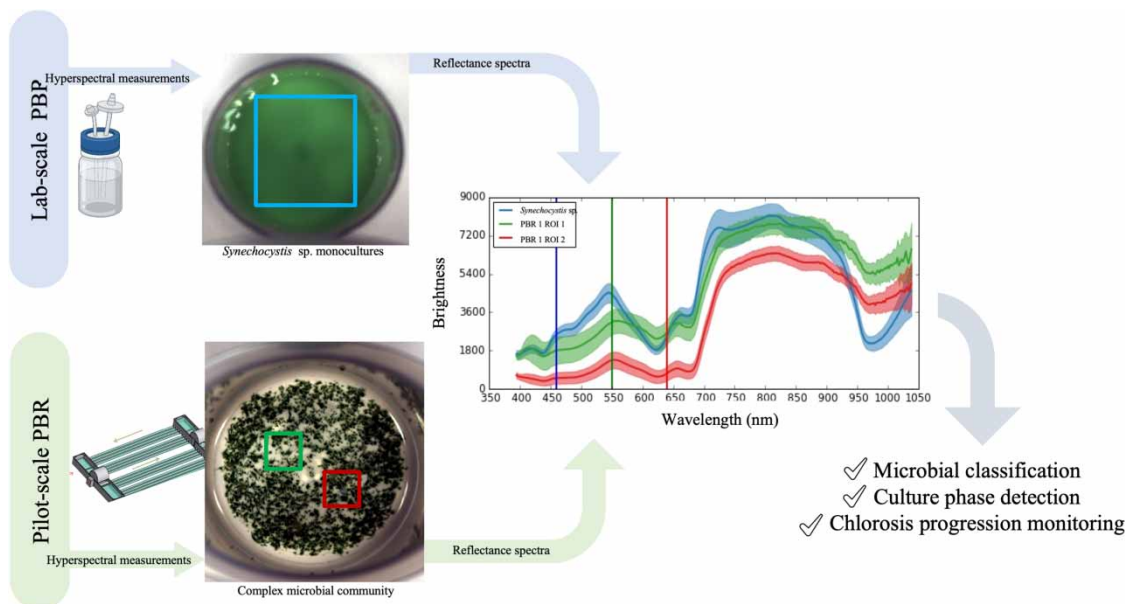 Lab-scale PBP
Hyperspectral measurements
Reflectance spectra
Synechocystis sp. monocultures
9000
7200
5400
3600
1800
0
Brightness
Synechocystis sp.
PBR 1 ROI 1
PBR 1 ROI 2
350 400 450 500 550 600 650 700 750 800 850 900 950 1000 1050
Wavelength (nm)
Pilot-scale PBR
Hyperspectral measurements
Reflectance spectra
Complex microbial community
Microbial classification
Culture phase detection
Chlorosis progression monitoring